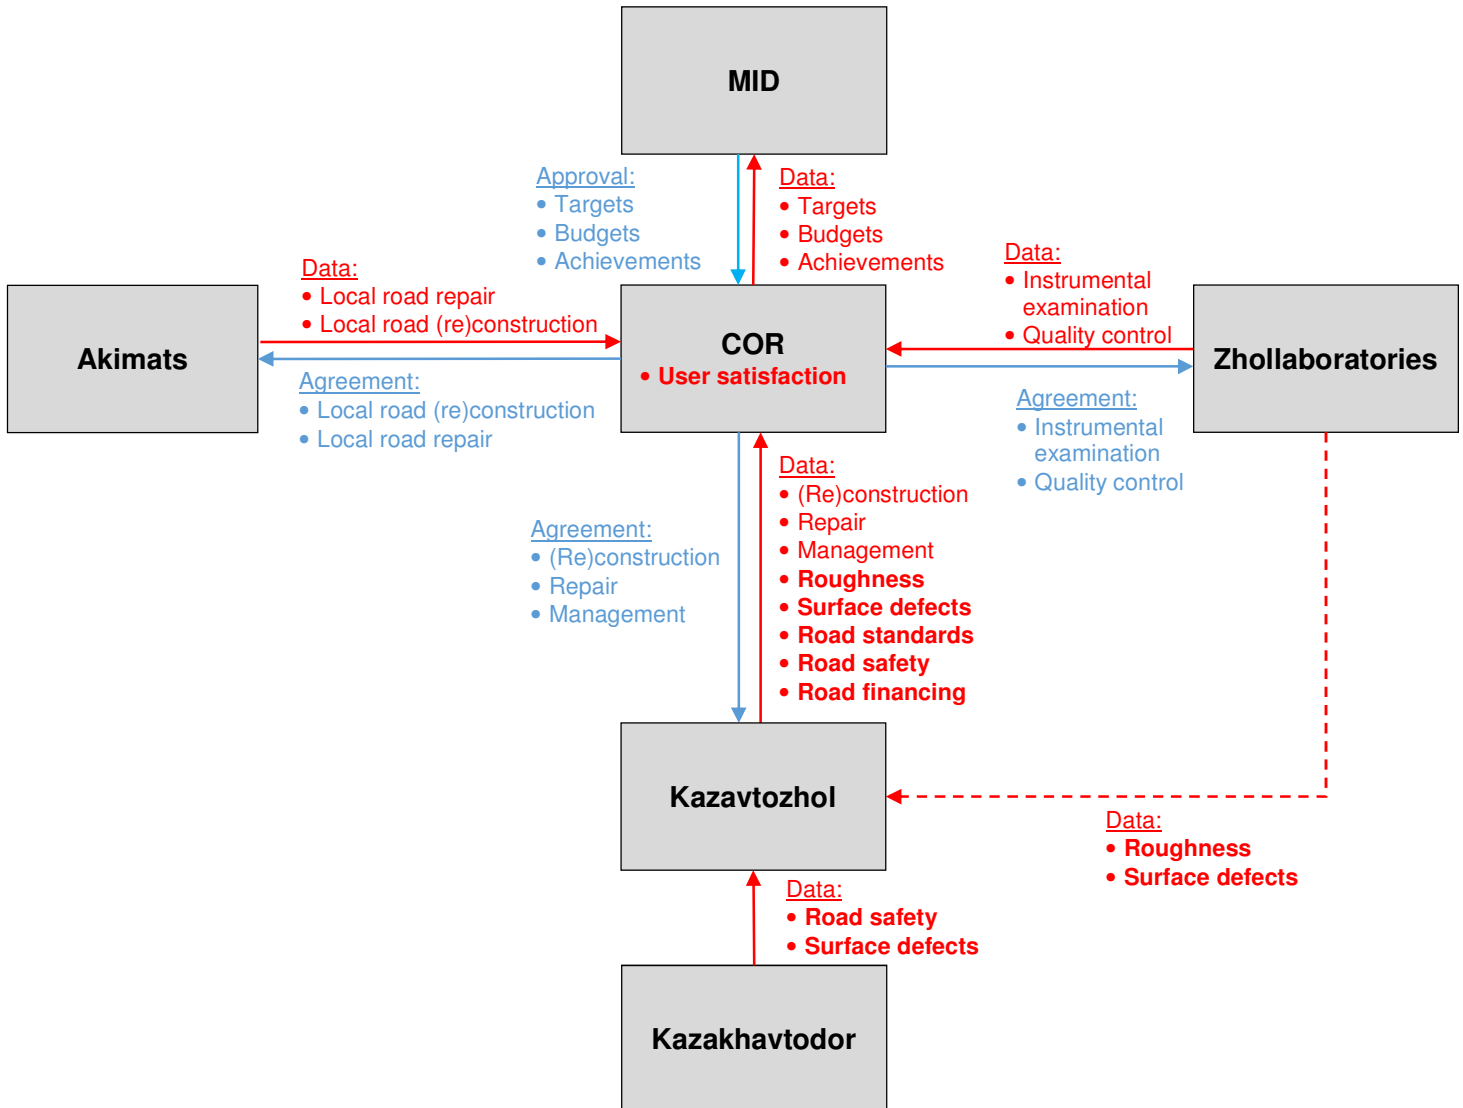 MID
Approval:
• Targets
• Budgets
• Achievements
Data:
• Targets
• Budgets
• Achievements
Data:
• Local road repair
• Local road (re)construction
Data:
• Instrumental
examination
• Quality control
Akimats
COR
• User satisfaction
Zhollaboratories
Agreement:
• Local road (re)construction
• Local road repair
Agreement:
• Instrumental
examination
• Quality control
Agreement:
• (Re)construction
• Repair
• Management
Data:
• (Re)construction
• Repair
• Management
• Roughness
• Surface defects
• Road standards
• Road safety
• Road financing
Kazavtozhol
Data:
• Roughness
• Surface defects
Data:
• Road safety
• Surface defects
Kazakhavtodor